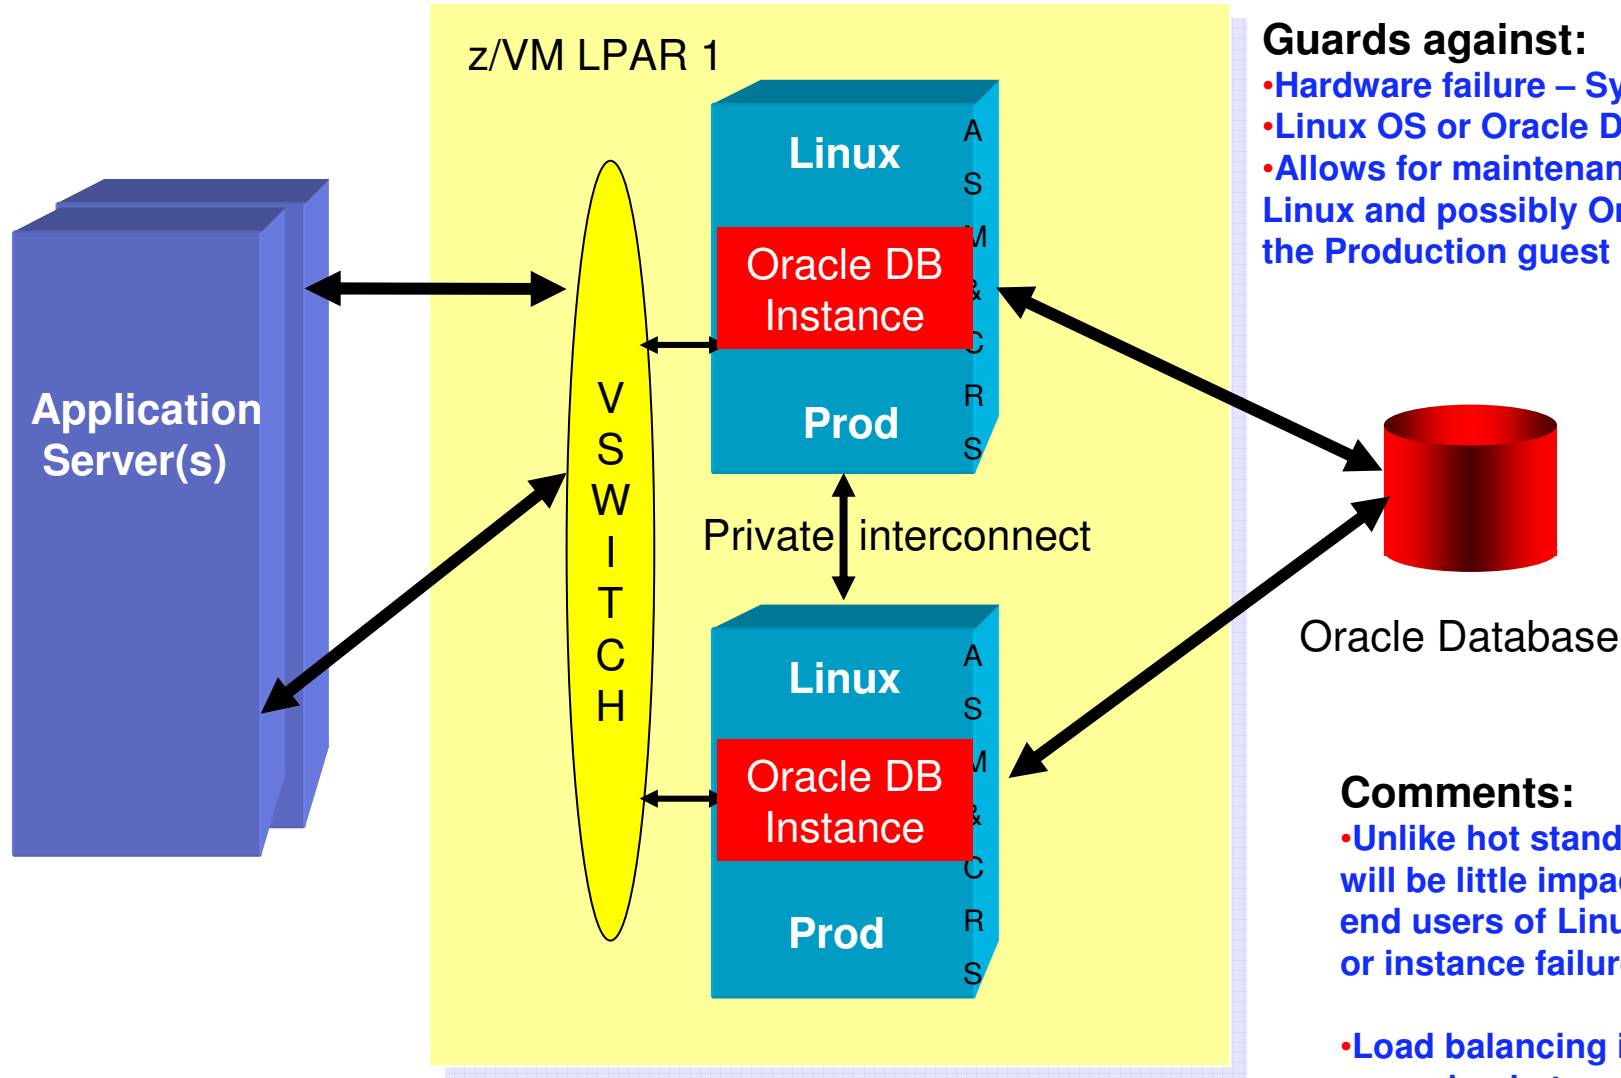 z/VM LPAR 1
Guards against:
•Hardware failure – Sy
•Linux OS or Oracle D
•Allows for maintenan
Linux and possibly Or
the Production guest
Application
Server(s)
VSWITCH
Linux
Oracle DB
Instance
Prod
ASM&CRS
Private interconnect
Linux
Oracle DB
Instance
Prod
ASM&CRS
Oracle Database
Comments:
•Unlike hot stand
will be little impa
end users of Linu
or instance failur
•Load balancing i